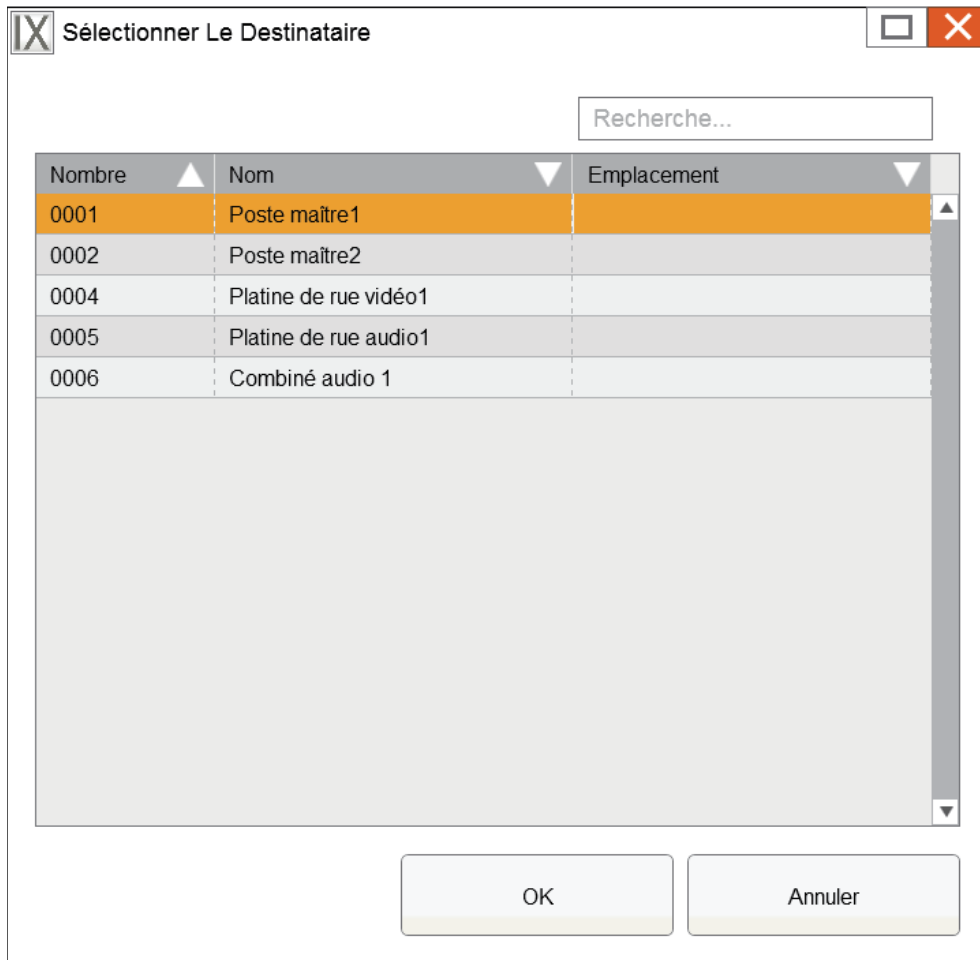 IX Sélectionner Le Destinataire
Recherche...
Nombre Nom Emplacement
0001 Poste maître1
0002 Poste maître2
0004 Platine de rue vidéo1
0005 Platine de rue audio1
0006 Combiné audio 1
OK Annuler